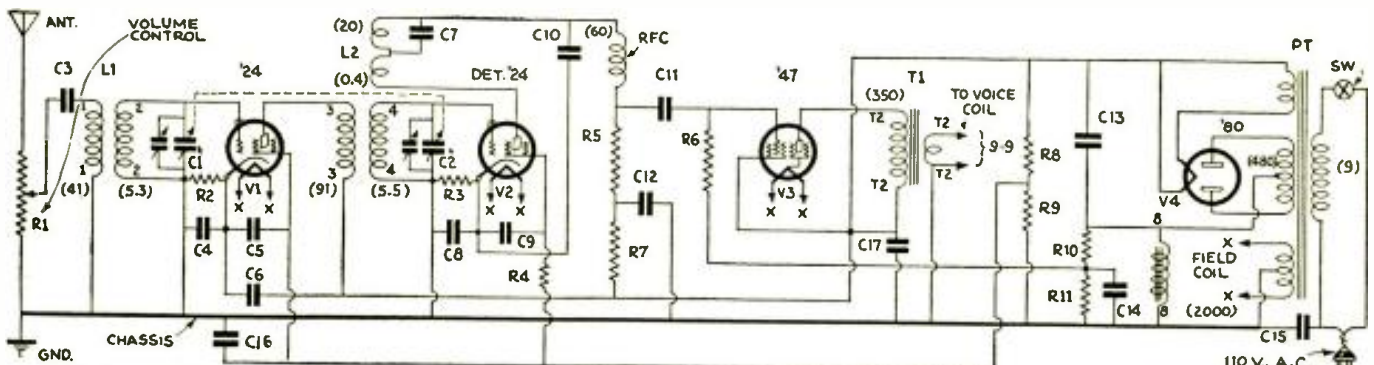 ANT.
VOLUME
CONTROL
C3
L1
'24
(20)
L2
(0.4)
C7
C10
(60)
RFC
DET. '24
C11
'47
T1
(350)
TO VOICE
COIL
9-9
PT
SW
'80
(480)
(9)
1
2
3
4
T2
T2
C1
C2
R5
R6
C13
R8
1
2
3
4
T2
T2
R1
(41)
(5.3)
R2
V1
X X
(91)
(5.5)
R3
V2
X X
C12
V3
X X
R9
V4
C4
C5
C8
C9
R4
R7
C17
R10
8
X
FIELD
COIL
X
C6
R11
C14
8
(2000)
CHASSIS
C16
C15
GND.
110 V. A.C